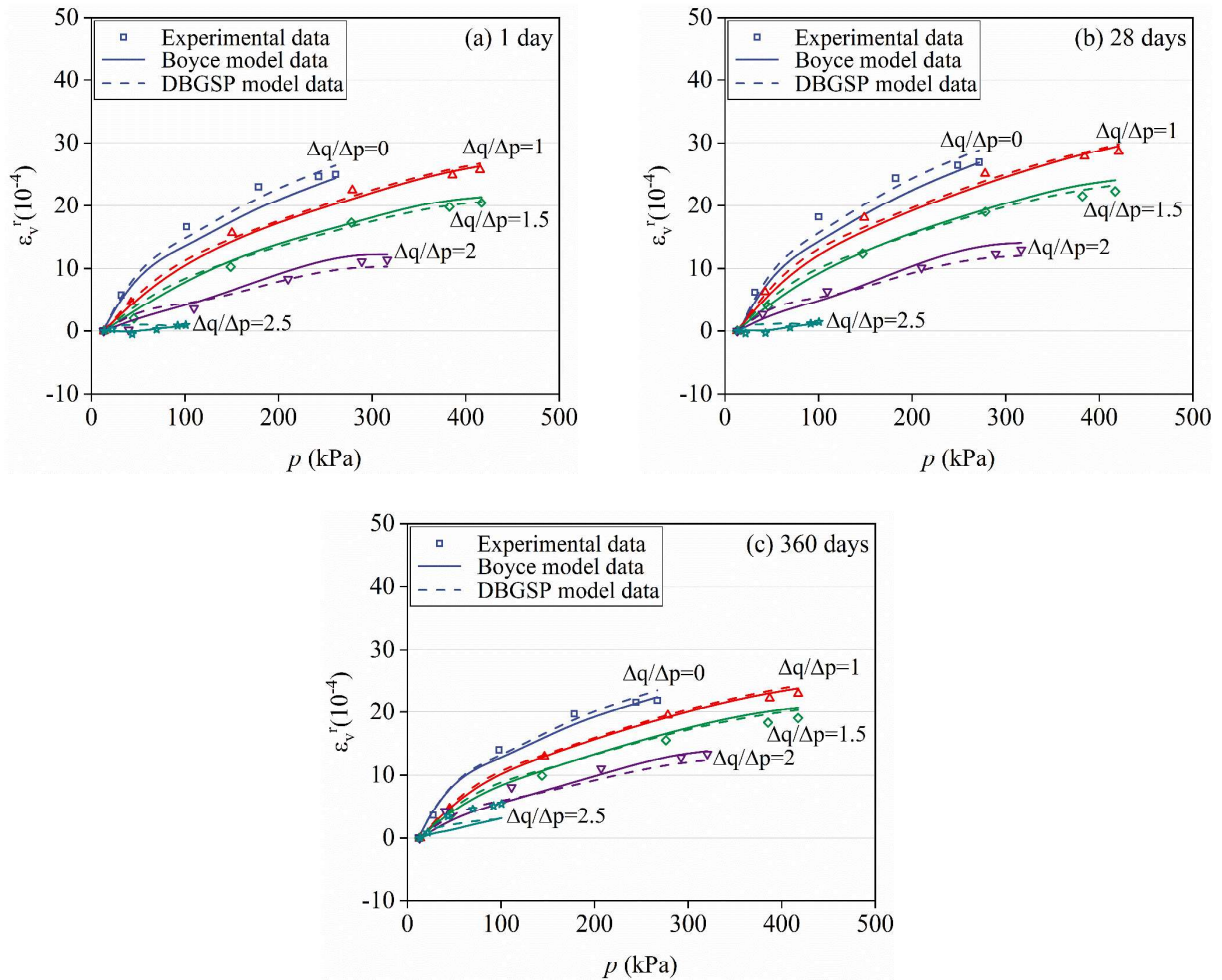 (a) 1 day
Experimental data
Boyce model data
DBGSP model data
Δq/Δp=0
Δq/Δp=1
Δq/Δp=1.5
Δq/Δp=2
Δq/Δp=2.5
50
40
30
20
10
0
-10
εᵥʳ(10⁻⁴)
0 100 200 300 400 500
p (kPa)
(b) 28 days
Experimental data
Boyce model data
DBGSP model data
Δq/Δp=0
Δq/Δp=1
Δq/Δp=1.5
Δq/Δp=2
Δq/Δp=2.5
50
40
30
20
10
0
-10
εᵥʳ(10⁻⁴)
0 100 200 300 400 500
p (kPa)
(c) 360 days
Experimental data
Boyce model data
DBGSP model data
Δq/Δp=0
Δq/Δp=1
Δq/Δp=1.5
Δq/Δp=2
Δq/Δp=2.5
50
40
30
20
10
0
-10
εᵥʳ(10⁻⁴)
0 100 200 300 400 500
p (kPa)